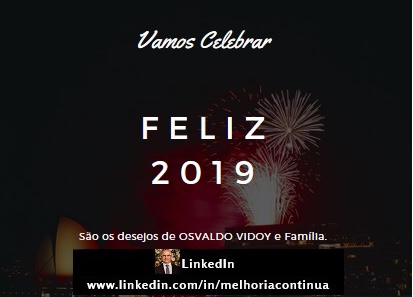 Vamos Celebrar
FELIZ
2019
São os desejos de OSVALDO VIDOY e Família.
LinkedIn
www.linkedin.com/in/melhoriacontinua